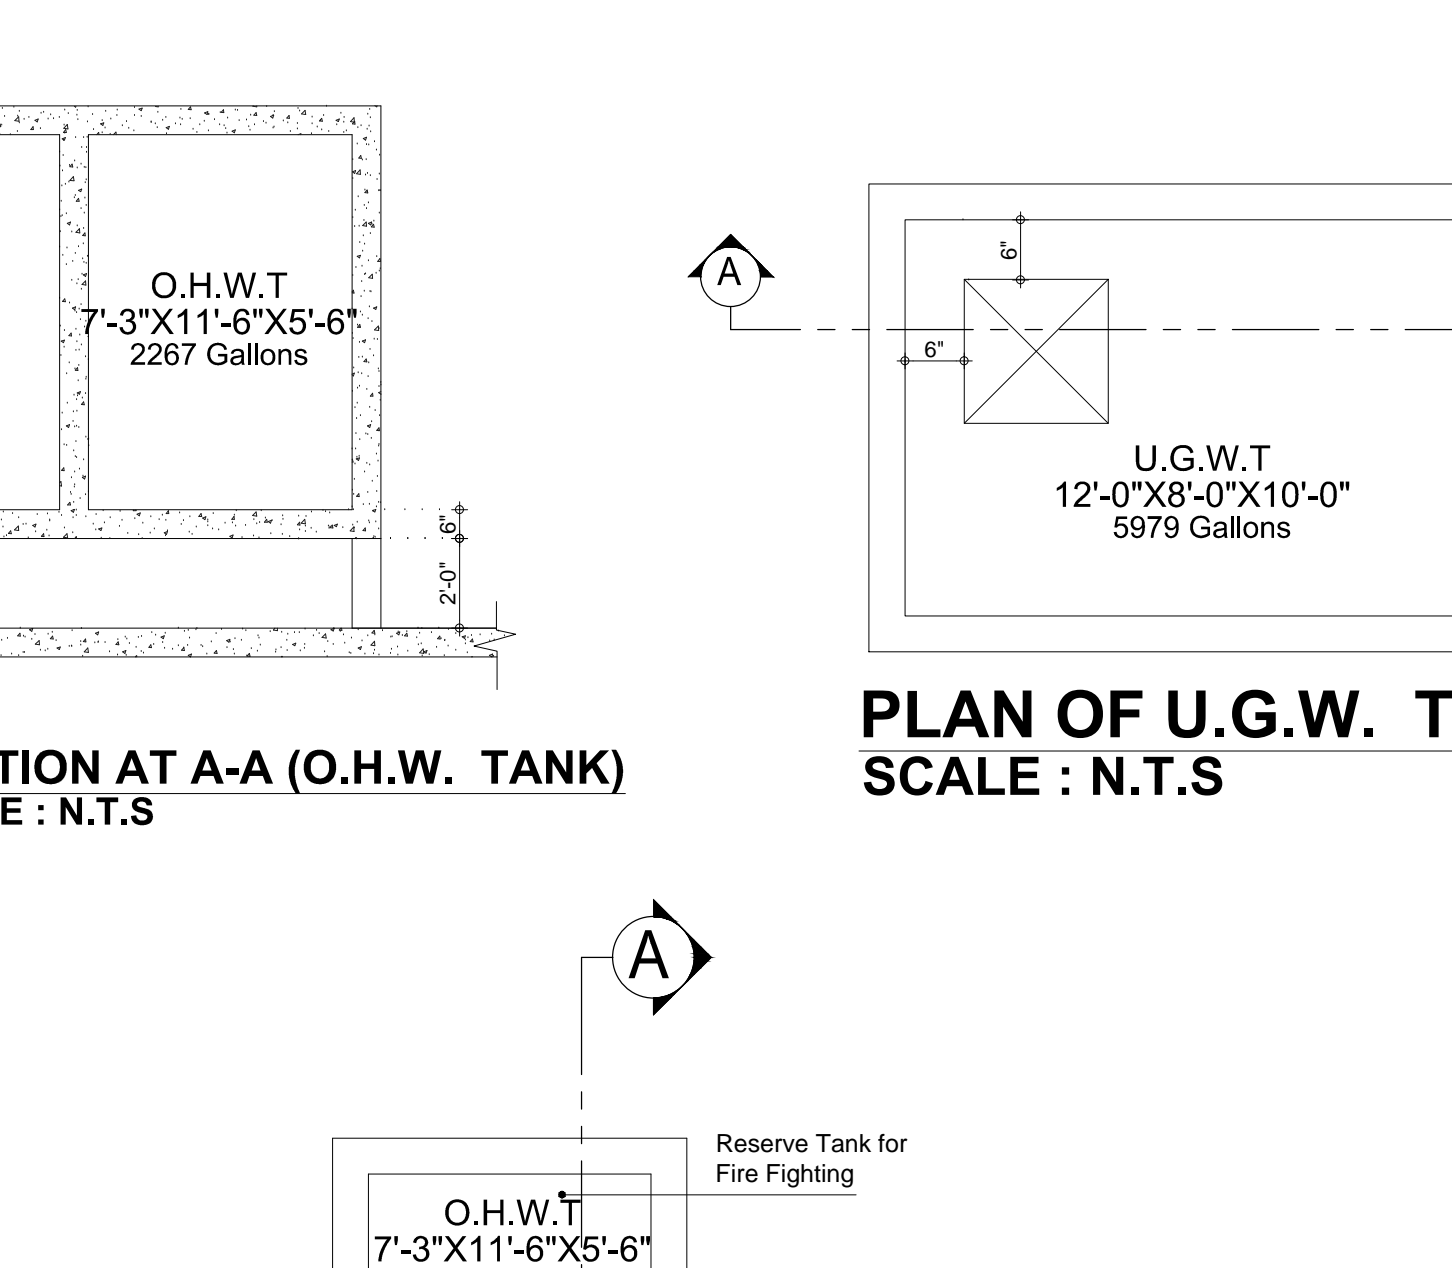 O.H.W.T
7'-3"X11'-6"X5'-6"
2267 Gallons
6"
2'-0"
TION AT A-A (O.H.W. TANK)
E : N.T.S
A
6"
6"
U.G.W.T
12'-0"X8'-0"X10'-0"
5979 Gallons
PLAN OF U.G.W. T
SCALE : N.T.S
A
Reserve Tank for
Fire Fighting
O.H.W.T
7'-3"X11'-6"X5'-6"